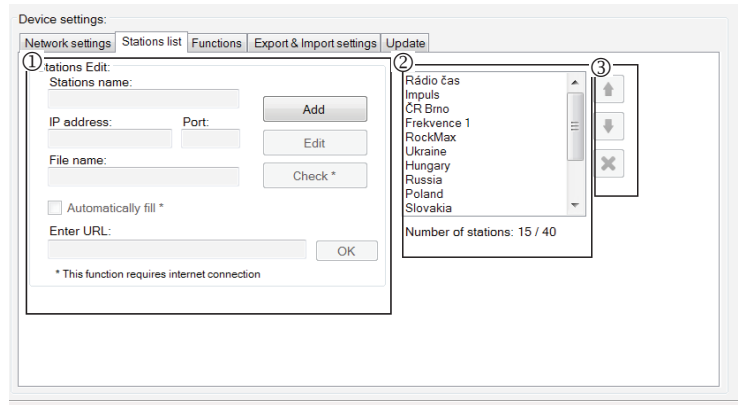 Device settings:
Network settings Stations list Functions Export & Import settings Update
1 2 3
Stations Edit:
Stations name:
Add
IP address: Port:
Edit
File name:
Check *
Automatically fill *
Enter URL:
OK
* This function requires internet connection
Rádio čas
Impuls
ČR Brno
Frekvence 1
RockMax
Ukraine
Hungary
Russia
Poland
Slovakia
Number of stations: 15 / 40